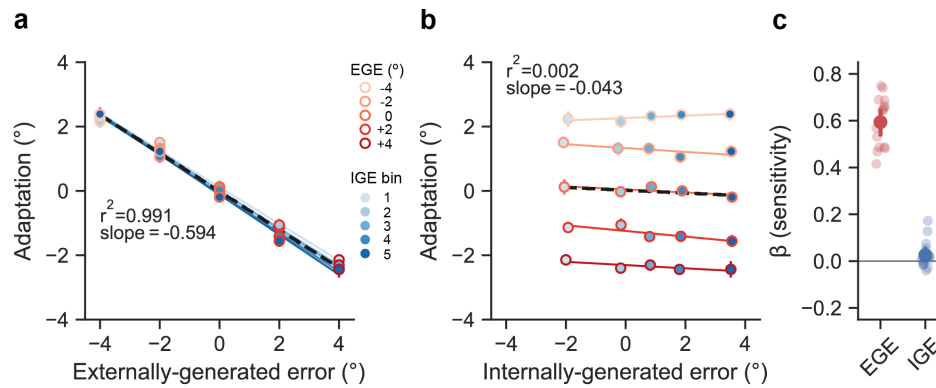 a
b
c
4
2
0
−2
−4
Adaptation (°)
r²=0.991
slope = -0.594
EGE (º)
-4
-2
0
+2
+4
IGE bin
1
2
3
4
5
−4 −2 0 2 4
Externally-generated error (°)
4
2
0
−2
−4
Adaptation (°)
r²=0.002
slope = -0.043
−4 −2 0 2 4
Internally-generated error (°)
0.8
0.6
0.4
0.2
0.0
−0.2
β (sensitivity)
EGE
IGE